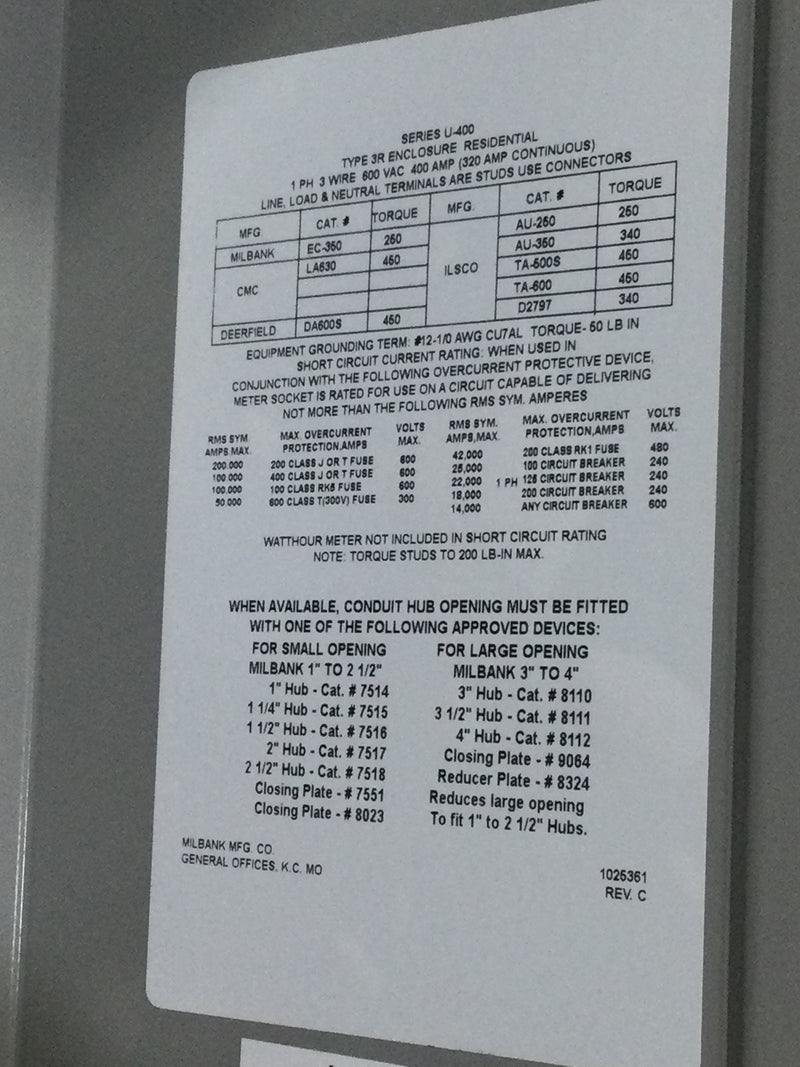 SERIES U-400
TYPE 3R ENCLOSURE RESIDENTIAL
1 PH 3 WIRE 600 VAC 400 AMP (320 AMP CONTINUOUS)
LINE, LOAD & NEUTRAL TERMINALS ARE STUDS USE CONNECTORS
MFG CAT. # TORQUE MFG. CAT. # TORQUE
MILBANK EC-350 250 ILSCO AU-250 250
CMC LA630 450 AU-350 340
TA-500S 450
TA-600 450
DEERFIELD DA600S 450 D2797 340
EQUIPMENT GROUNDING TERM: #12-1/0 AWG CU7AL TORQUE- 50 LB IN
SHORT CIRCUIT CURRENT RATING: WHEN USED IN
CONJUNCTION WITH THE FOLLOWING OVERCURRENT PROTECTIVE DEVICE,
METER SOCKET IS RATED FOR USE ON A CIRCUIT CAPABLE OF DELIVERING
NOT MORE THAN THE FOLLOWING RMS SYM. AMPERES
RMS SYM. MAX. OVERCURRENT VOLTS RMS SYM. MAX. OVERCURRENT VOLTS
AMPS MAX. PROTECTION,AMPS MAX. AMPS,MAX. PROTECTION,AMPS MAX.
200.000 200 CLASS J OR T FUSE 600 42,000 200 CLASS RK1 FUSE 480
100.000 400 CLASS J OR T FUSE 600 25,000 100 CIRCUIT BREAKER 240
100.000 100 CLASS RK5 FUSE 600 22,000 1 PH 125 CIRCUIT BREAKER 240
50.000 600 CLASS T(300V) FUSE 300 18,000 200 CIRCUIT BREAKER 240
14,000 ANY CIRCUIT BREAKER 600
WATTHOUR METER NOT INCLUDED IN SHORT CIRCUIT RATING
NOTE: TORQUE STUDS TO 200 LB-IN MAX.
WHEN AVAILABLE, CONDUIT HUB OPENING MUST BE FITTED
WITH ONE OF THE FOLLOWING APPROVED DEVICES:
FOR SMALL OPENING
MILBANK 1" TO 2 1/2"
1" Hub - Cat. # 7514
1 1/4" Hub - Cat. # 7515
1 1/2" Hub - Cat. # 7516
2" Hub - Cat. # 7517
2 1/2" Hub - Cat. # 7518
Closing Plate - # 7551
Closing Plate - # 8023
FOR LARGE OPENING
MILBANK 3" TO 4"
3" Hub - Cat. # 8110
3 1/2" Hub - Cat. # 8111
4" Hub - Cat. # 8112
Closing Plate - # 9064
Reducer Plate - # 8324
Reduces large opening
To fit 1" to 2 1/2" Hubs.
MILBANK MFG. CO.
GENERAL OFFICES, K.C. MO
1025361
REV. C